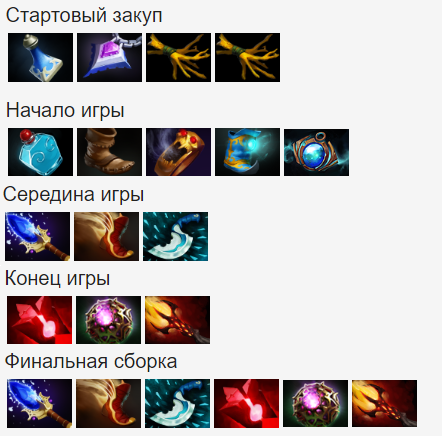 Стартовый закуп
Начало игры
Середина игры
Конец игры
Финальная сборка